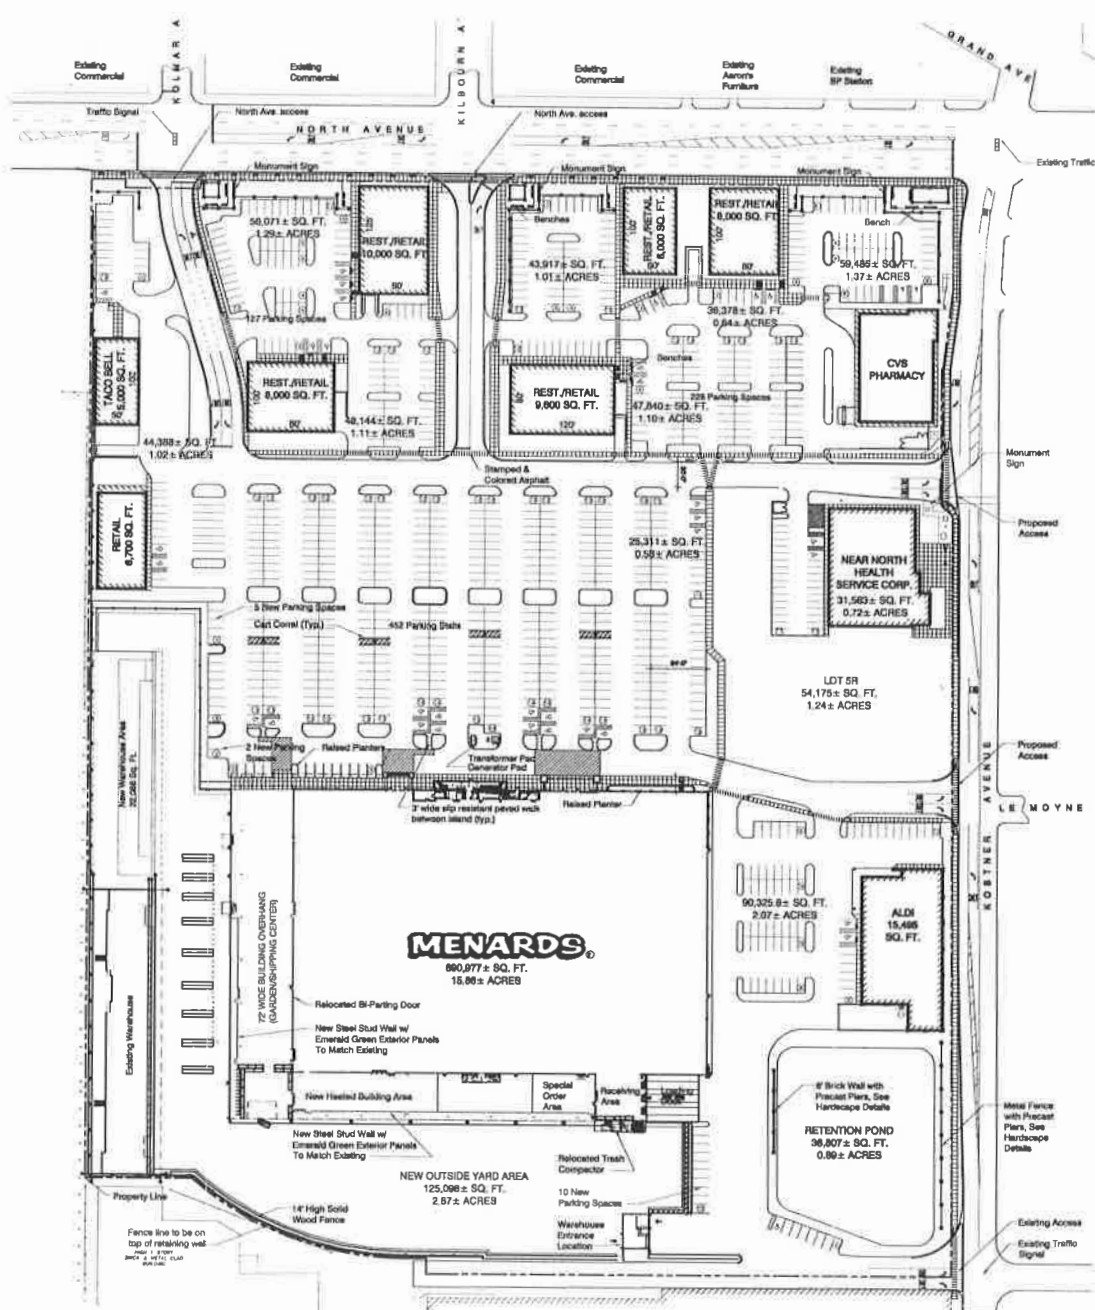 GRAND AVE
KOLMAR A
KILBOURN A
Existing
Commercial
Existing
Commercial
Existing
Commercial
Existing
Aaron's
Furniture
Existing
BP Station
Traffic Signal
North Ave. access
NORTH AVENUE
North Ave. access
Existing Traffic
Monument Sign
Monument Sign
Monument Sign
Benches
Bench
1.29± ACRES
125'
REST./RETAIL
10,000 SQ. FT.
80'
43,917± SQ. FT.
1.01± ACRES
100'
REST./RETAIL
6,000 SQ. FT.
60'
REST./RETAIL
8,000 SQ. FT.
100'
80'
59,486± SQ. FT.
1.37± ACRES
127 Parking Spaces
36,378± SQ. FT.
0.84± ACRES
TACO BELL
5,000 SQ. FT.
100'
50'
REST./RETAIL
8,000 SQ. FT.
100'
80'
1.11± ACRES
REST./RETAIL
9,600 SQ. FT.
120'
Benches
228 Parking Spaces
47,840± SQ. FT.
1.10± ACRES
CVS
PHARMACY
44,388± SQ. FT.
1.02± ACRES
Stamped &
Colored Asphalt
Monument
Sign
RETAIL
6,700 SQ. FT.
25,311± SQ. FT.
0.58± ACRES
Proposed
Access
NEAR NORTH
HEALTH
SERVICE CORP.
31,563± SQ. FT.
0.72± ACRES
5 New Parking Spaces
Cart Corral (Typ.)
452 Parking Stalls
LOT 5R
54,175± SQ. FT.
1.24± ACRES
2 New Parking
Spaces
Raised Planters
Transformer Pad
Generator Pad
Proposed
Access
New Warehouse Area
Raised Planter
3' wide slip resistant paved walk
between island (typ.)
LE MOYNE
KOSTNER AVENUE
90,325.6± SQ. FT.
2.07± ACRES
ALDI
15,495
SQ. FT.
MENARDS®
690,977± SQ. FT.
15.86± ACRES
72' WIDE BUILDING OVERHANG
(GARDEN/SHIPPING CENTER)
Existing Warehouse
Relocated Bi-Parting Door
New Steel Stud Wall w/
Emerald Green Exterior Panels
To Match Existing
New Heated Building Area
Special
Order
Area
Receiving
Area
Loading
8' Brick Wall with
Precast Piers, See
Hardscape Details
RETENTION POND
38,807± SQ. FT.
0.89± ACRES
Metal Fence
with Precast
Piers, See
Hardscape
Details
New Steel Stud Wall w/
Emerald Green Exterior Panels
To Match Existing
Relocated Trash
Compactor
NEW OUTSIDE YARD AREA
125,098± SQ. FT.
2.87± ACRES
10 New
Parking Spaces
Property Line
14' High Solid
Wood Fence
Warehouse
Entrance
Location
Fence line to be on
top of retaining wall
Existing Access
Existing Traffic
Signal